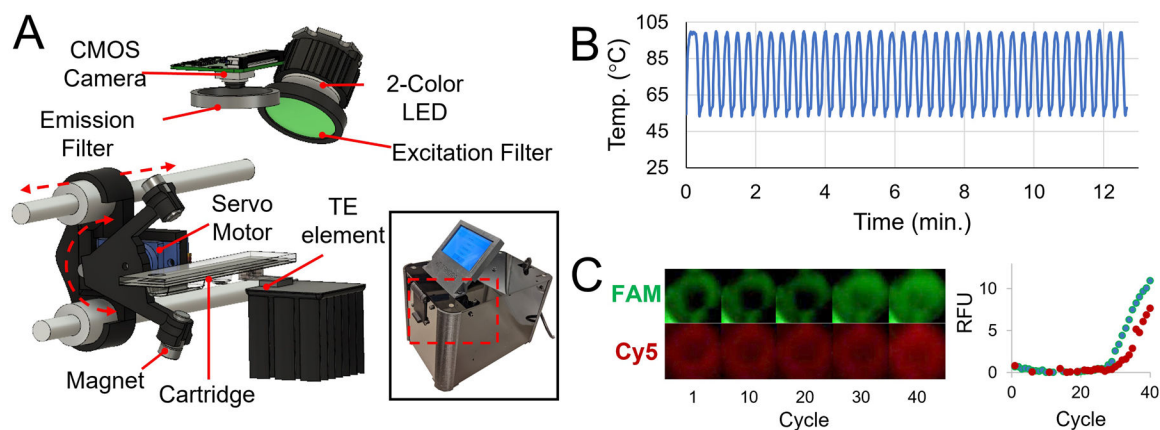 A
CMOS
Camera
2-Color
LED
Emission
Filter
Excitation Filter
Servo
Motor
TE
element
Magnet
Cartridge
B
Temp. (°C)
105
85
65
45
25
0 2 4 6 8 10 12
Time (min.)
C
FAM
Cy5
1 10 20 30 40
Cycle
RFU
10
5
0
0 20 40
Cycle